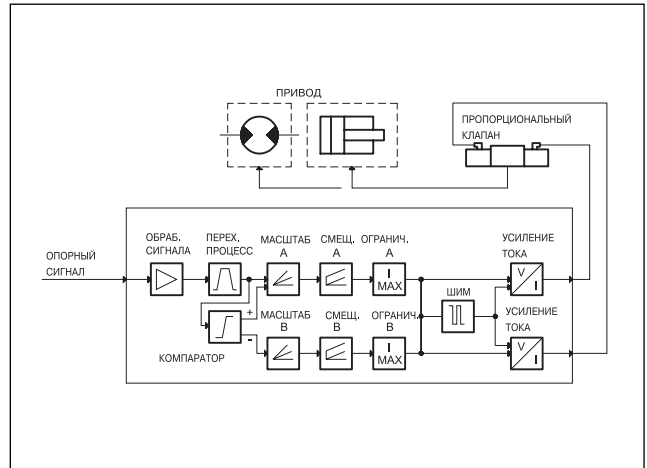 ПРИВОД
ПРОПОРЦИОНАЛЬНЫЙ
КЛАПАН
ОПОРНЫЙ
СИГНАЛ
ОБРАБ.
СИГНАЛА
ПЕРЕХ.
ПРОЦЕСС
МАСШТАБ
A
СМЕЩ.
A
ОГРАНИЧ.
A
I
MAX
УСИЛЕНИЕ
ТОКА
V
I
ШИМ
+
-
КОМПАРАТОР
МАСШТАБ
B
СМЕЩ.
B
ОГРАНИЧ.
B
I
MAX
УСИЛЕНИЕ
ТОКА
V
I